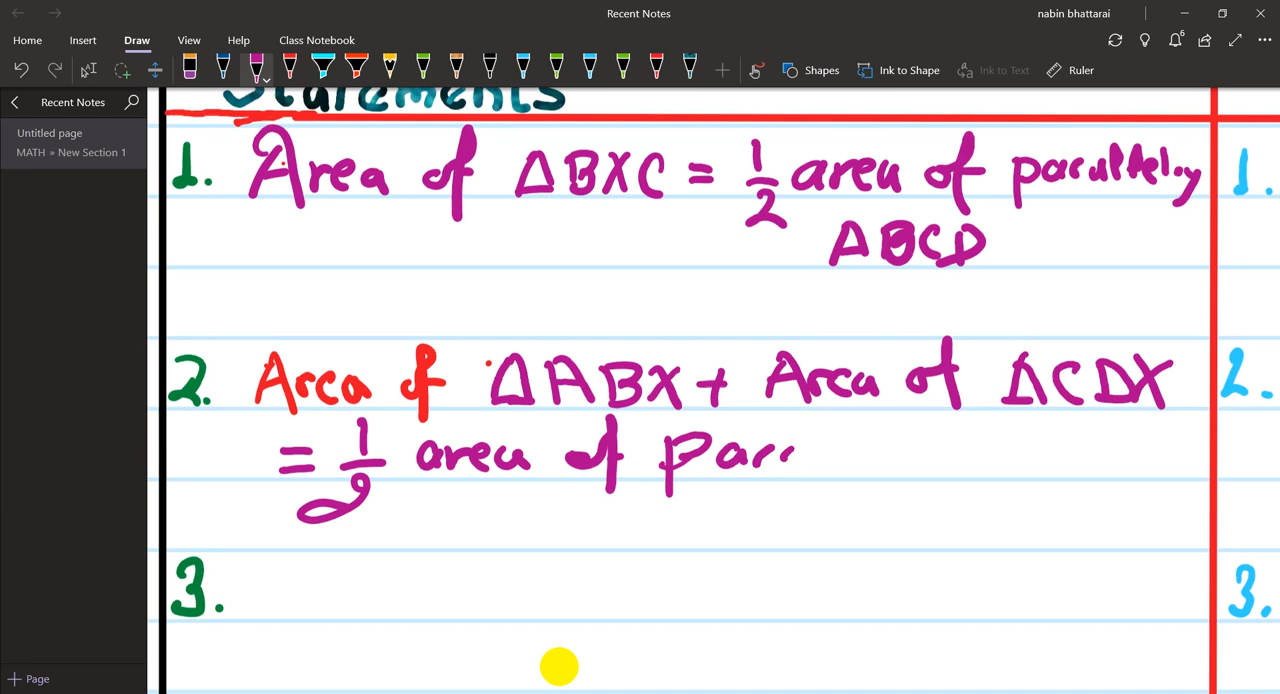 Recent Notes
nabin bhattarai
Home Insert Draw View Help Class Notebook
6
Shapes Ink to Shape Ink to Text Ruler
Recent Notes
Untitled page
MATH » New Section 1
Page
Statements
1. Area of ΔBXC = 1/2 area of
ABCD
1.
2. Area of ΔABX + Area of ΔCDX
2.
= 1/2 area of par
3.
3.